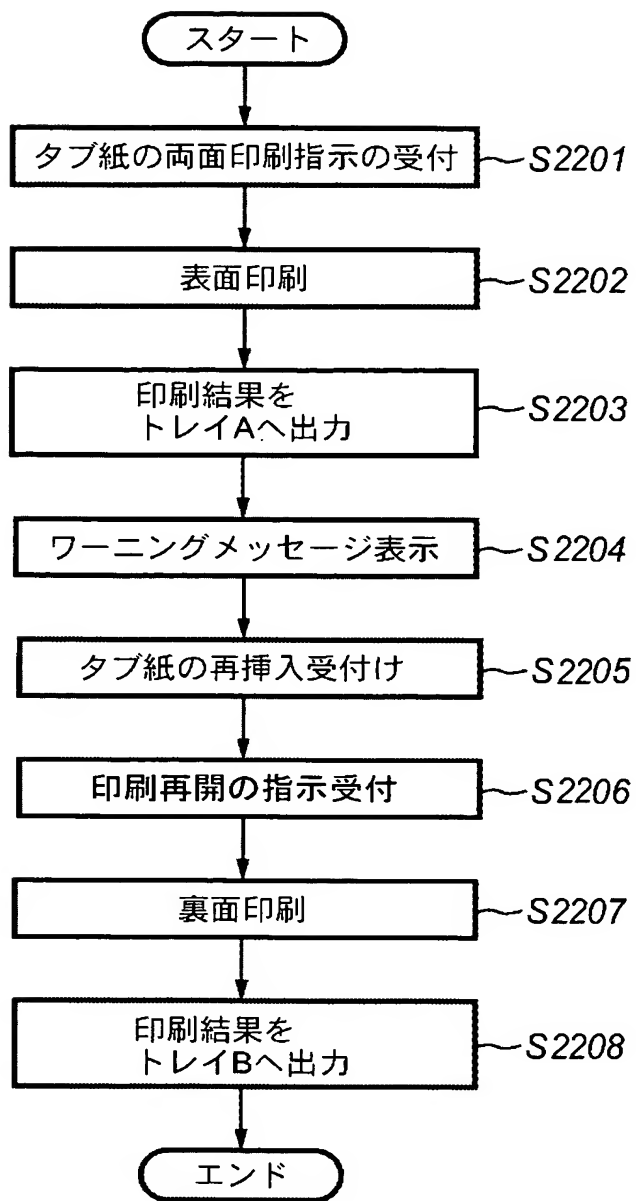 スタート
タブ紙の両面印刷指示の受付 S2201
表面印刷 S2202
印刷結果を
トレイAへ出力 S2203
ワーニングメッセージ表示 S2204
タブ紙の再挿入受付け S2205
印刷再開の指示受付 S2206
裏面印刷 S2207
印刷結果を
トレイBへ出力 S2208
エンド